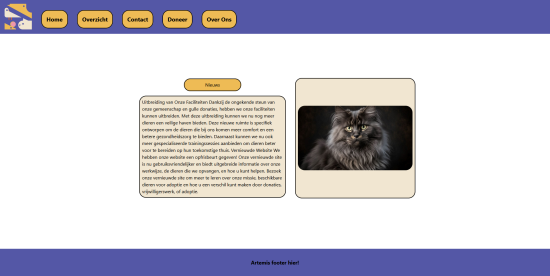 Home
Overzicht
Contact
Doneer
Over Ons
Nieuws
Uitbreiding van Onze Faciliteiten Dankzij de ongekende steun van
onze gemeenschap en gulle donaties, hebben we onze faciliteiten
kunnen uitbreiden. Met deze uitbreiding kunnen we nu nog meer
dieren een veilige haven bieden. Deze nieuwe ruimte is specifiek
ontworpen om de dieren die bij ons komen meer comfort en een
betere gezondheidszorg te bieden. Daarnaast kunnen we nu ook
meer gespecialiseerde trainingssessies aanbieden om dieren beter
voor te bereiden op hun toekomstige thuis. Vernieuwde Website We
hebben onze website een opfrisbeurt gegeven! Onze vernieuwde site
is nu gebruiksvriendelijker en biedt uitgebreide informatie over onze
werkwijze, de dieren die we opvangen, en hoe u kunt helpen. Bezoek
onze vernieuwde site om meer te leren over onze missie, beschikbare
dieren voor adoptie en hoe u een verschil kunt maken door donaties,
vrijwilligerswerk, of adoptie.
Artemis footer hier!